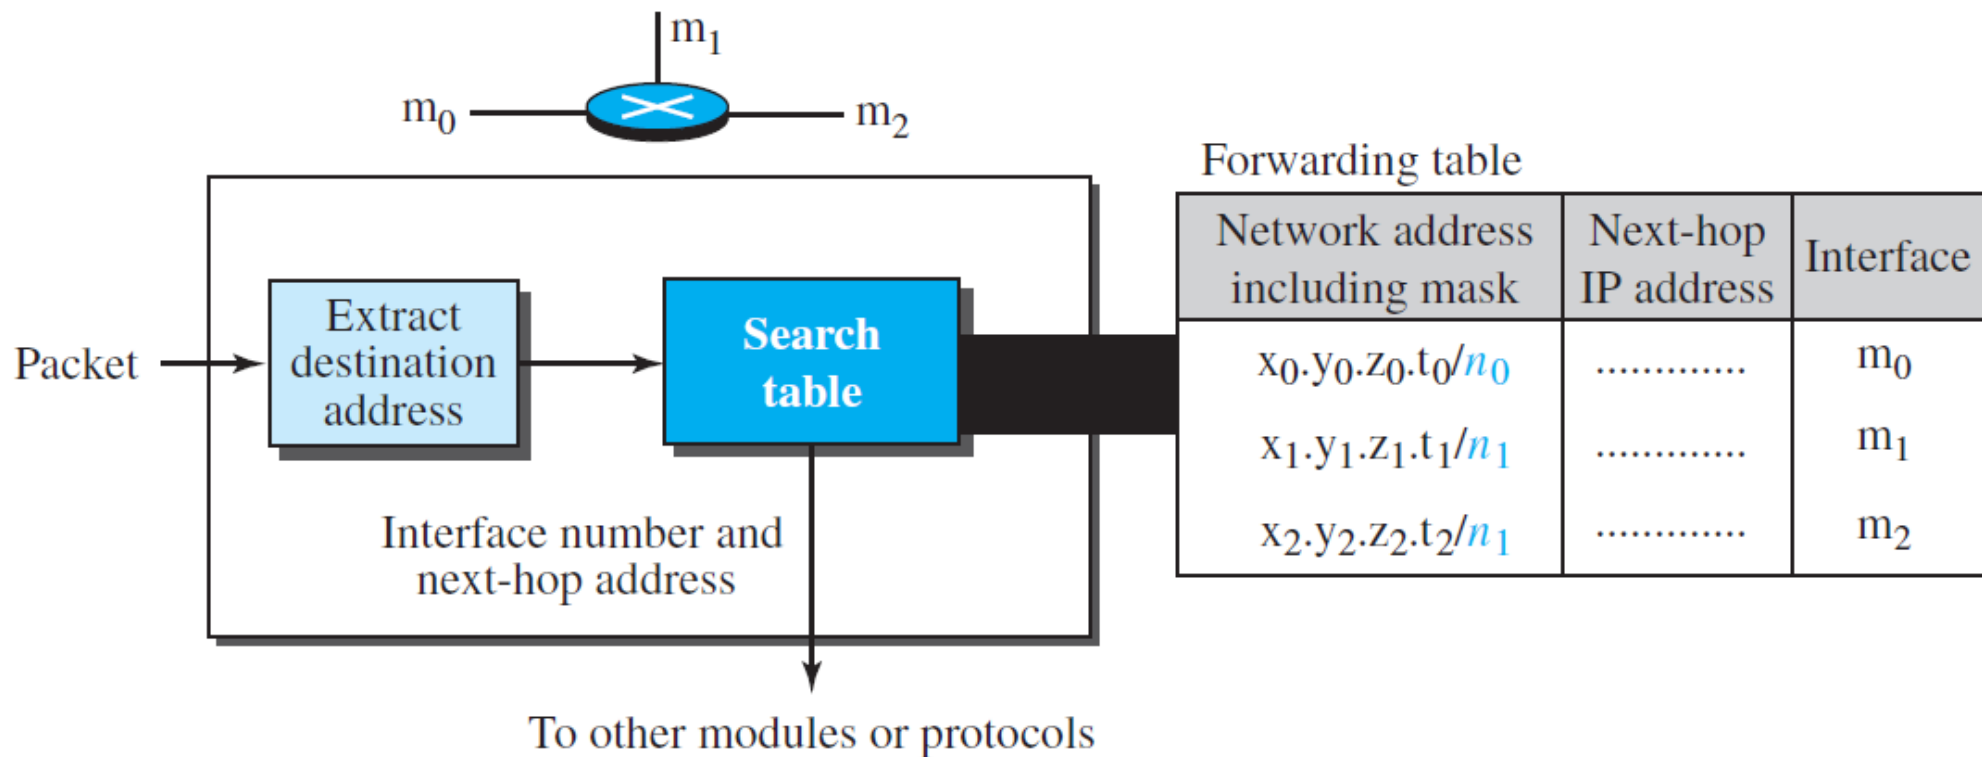 m₁
m₀
m₂
Forwarding table
Network address
including mask
Next-hop
IP address
Interface
Packet
Extract
destination
address
Search
table
x₀.y₀.z₀.t₀/n₀ ............. m₀
x₁.y₁.z₁.t₁/n₁ ............. m₁
x₂.y₂.z₂.t₂/n₁ ............. m₂
Interface number and
next-hop address
To other modules or protocols